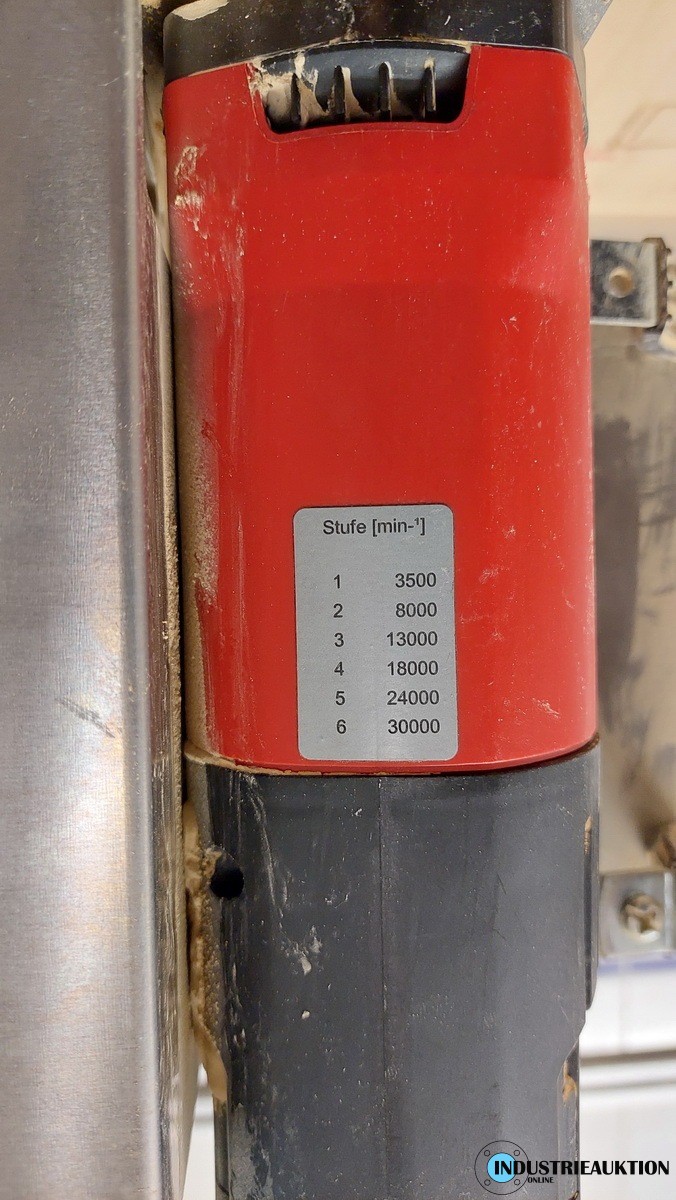 Stufe [min-¹]
1 3500
2 8000
3 13000
4 18000
5 24000
6 30000
INDUSTRIEAUKTION
ONLINE